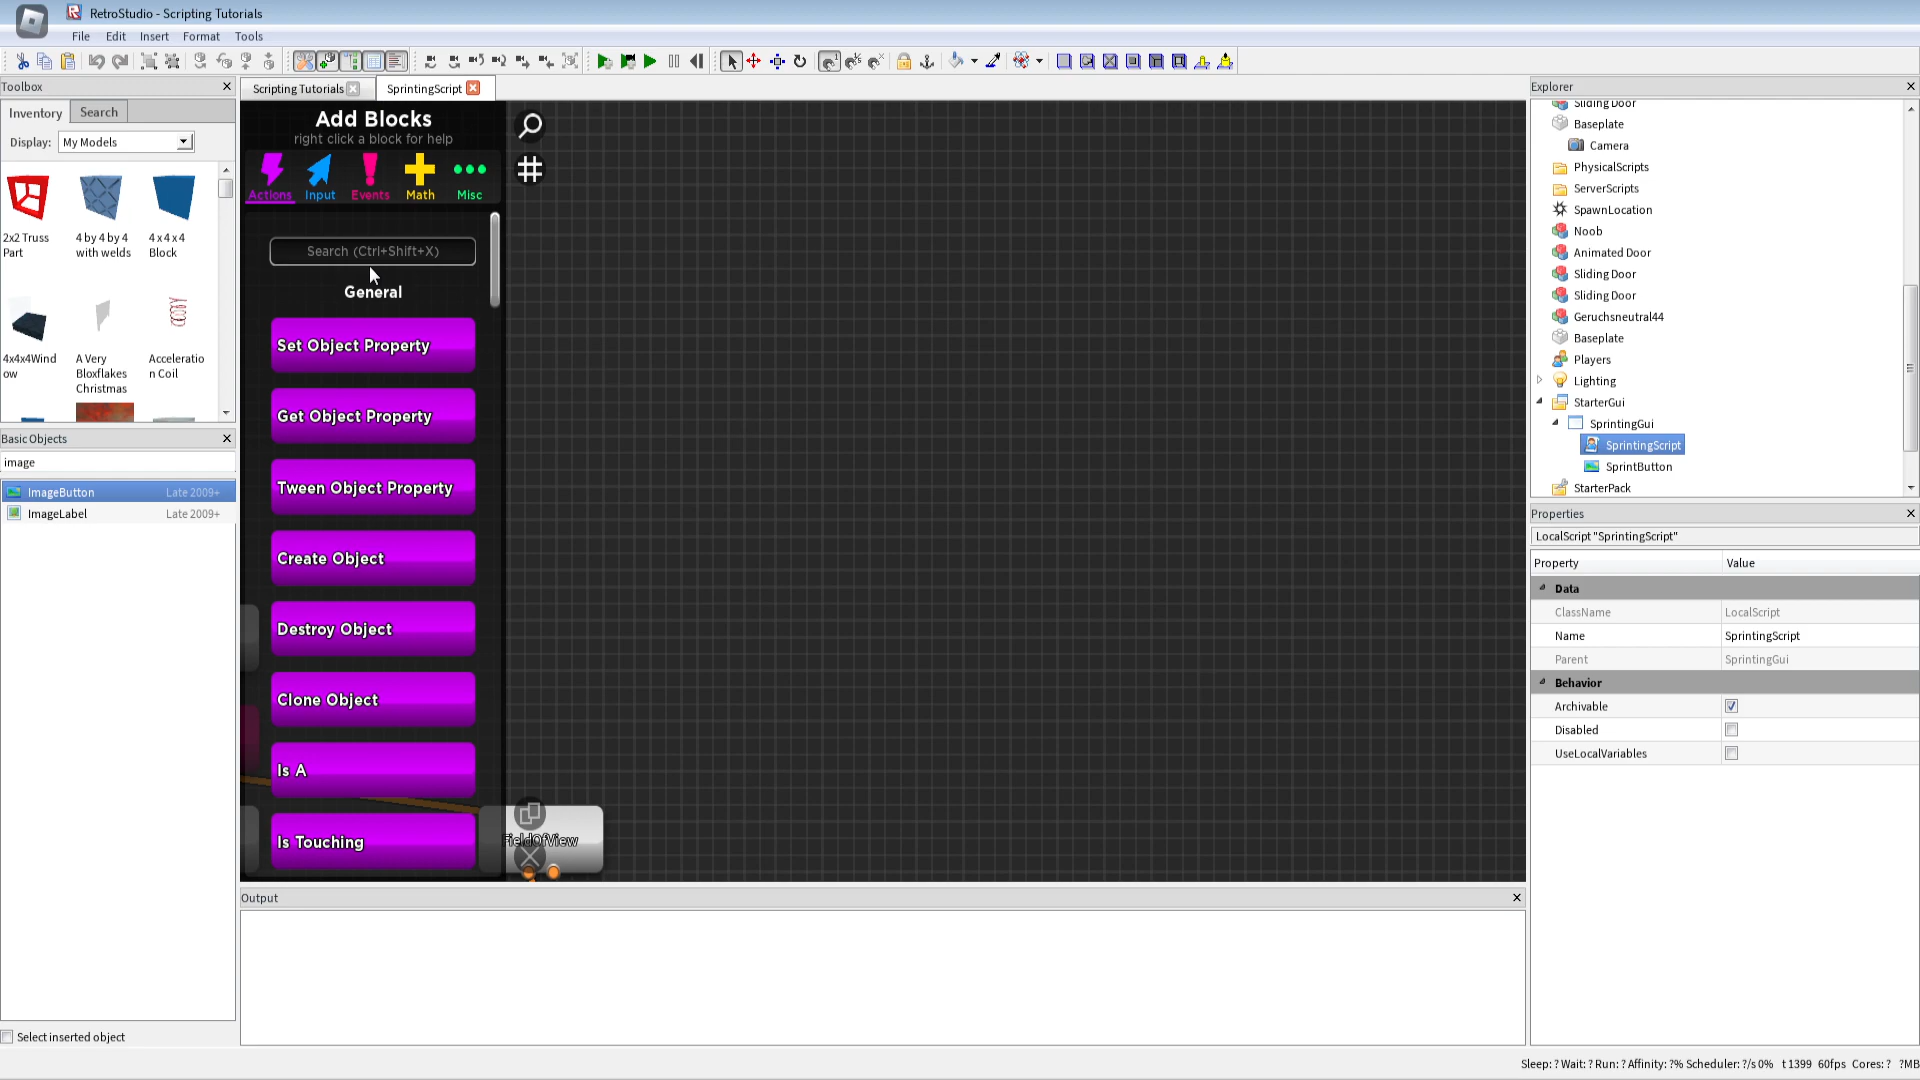 RetroStudio - Scripting Tutorials
File Edit Insert Format Tools
Toolbox
Inventory Search
Display: My Models
2x2 Truss
Part
4 by 4 by 4
with welds
4 x 4 x 4
Block
4x4x4Wind
ow
A Very
Bloxflakes
Christmas
Acceleratio
n Coil
Basic Objects
image
ImageButton Late 2009+
ImageLabel Late 2009+
Select inserted object
Scripting Tutorials
SprintingScript
Add Blocks
right click a block for help
Actions Input Events Math Misc
Search (Ctrl+Shift+X)
General
Set Object Property
Get Object Property
Tween Object Property
Create Object
Destroy Object
Clone Object
Is A
Is Touching
FieldOfView
Output
Explorer
Sliding Door
Baseplate
Camera
PhysicalScripts
ServerScripts
SpawnLocation
Noob
Animated Door
Sliding Door
Sliding Door
Geruchsneutral44
Baseplate
Players
Lighting
StarterGui
SprintingGui
SprintingScript
SprintButton
StarterPack
Properties
LocalScript "SprintingScript"
Property Value
Data
ClassName LocalScript
Name SprintingScript
Parent SprintingGui
Behavior
Archivable
Disabled
UseLocalVariables
Sleep: ? Wait: ? Run: ? Affinity: ?% Scheduler: ?/s 0% t 1399 60fps Cores: ? ?MB